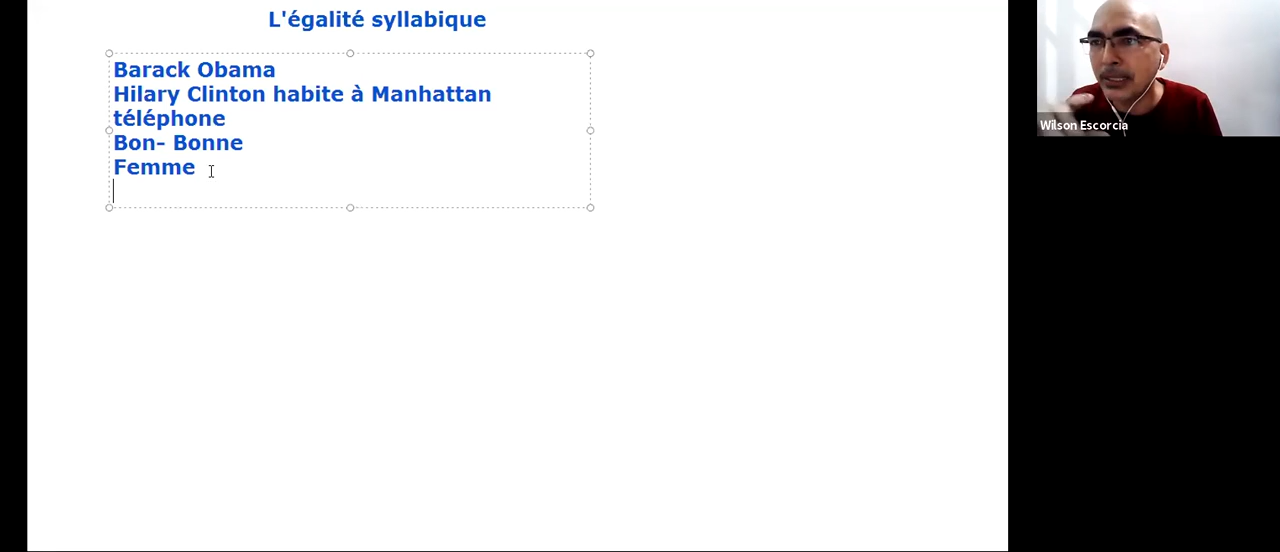 L'égalité syllabique
Barack Obama
Hilary Clinton habite à Manhattan
téléphone
Bon- Bonne
Femme
Wilson Escorcia